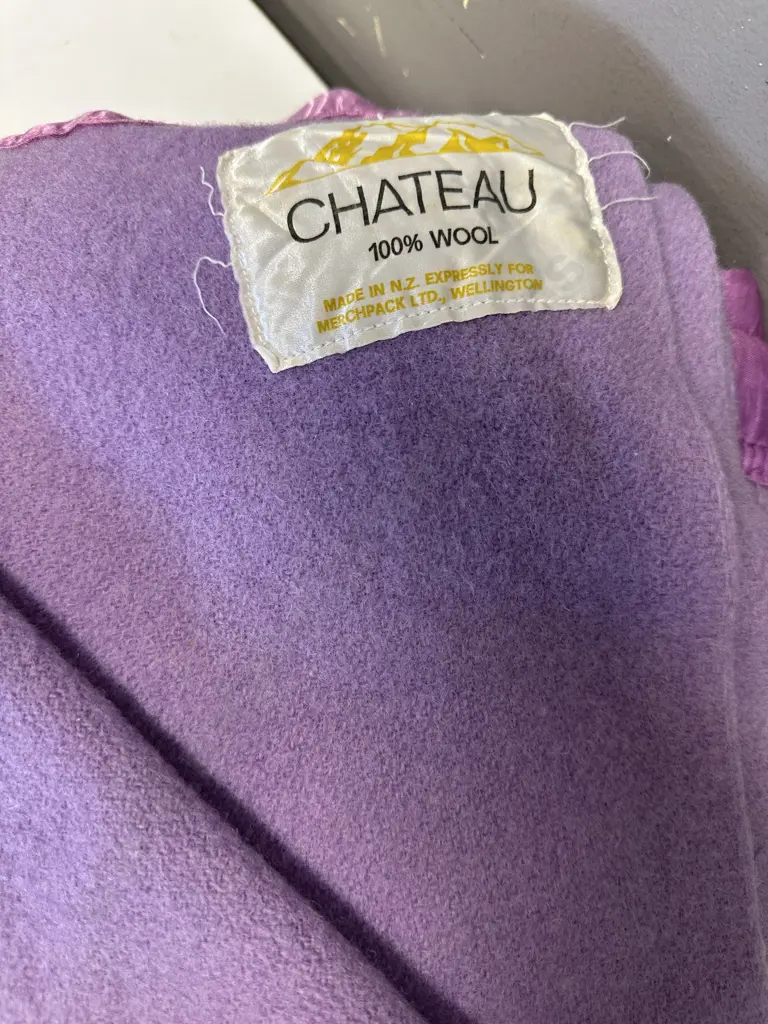 CHATEAU
100% WOOL
MADE IN N.Z. EXPRESSLY FOR
MERCHPACK LTD., WELLINGTON